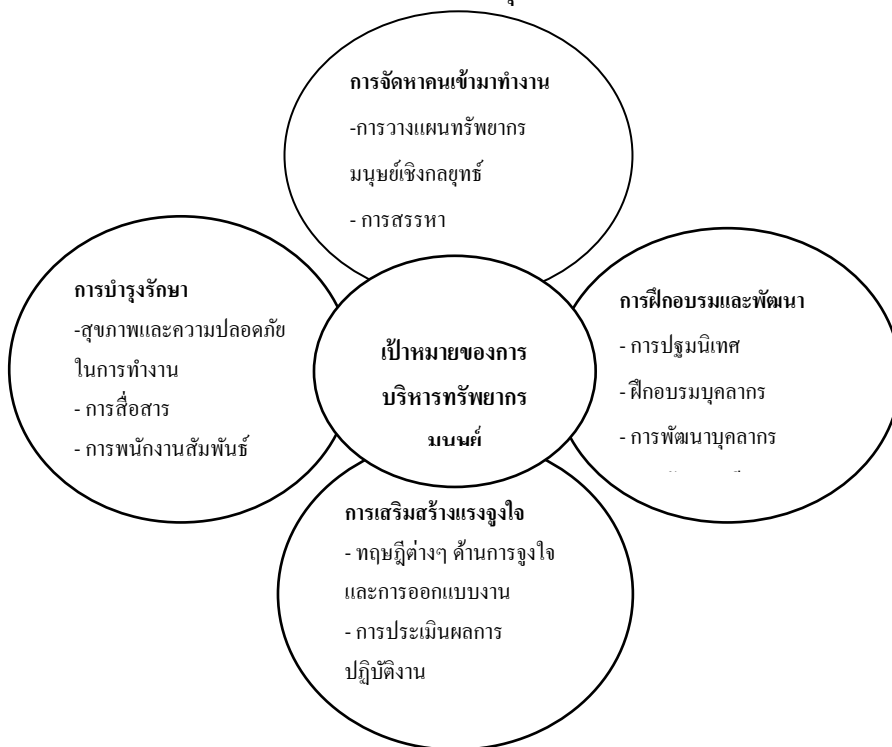 การจัดหาคนเข้ามาทำงาน
-การวางแผนทรัพยากร
มนุษย์เชิงกลยุทธ์
- การสรรหา
การบำรุงรักษา
-สุขภาพและความปลอดภัย
ในการทำงาน
- การสื่อสาร
- การพนักงานสัมพันธ์
เป้าหมายของการ
บริหารทรัพยากร
มนุษย์
การฝึกอบรมและพัฒนา
- การปฐมนิเทศ
- ฝึกอบรมบุคลากร
- การพัฒนาบุคลากร
การเสริมสร้างแรงจูงใจ
- ทฤษฎีต่างๆ ด้านการจูงใจ
และการออกแบบงาน
- การประเมินผลการ
ปฏิบัติงาน